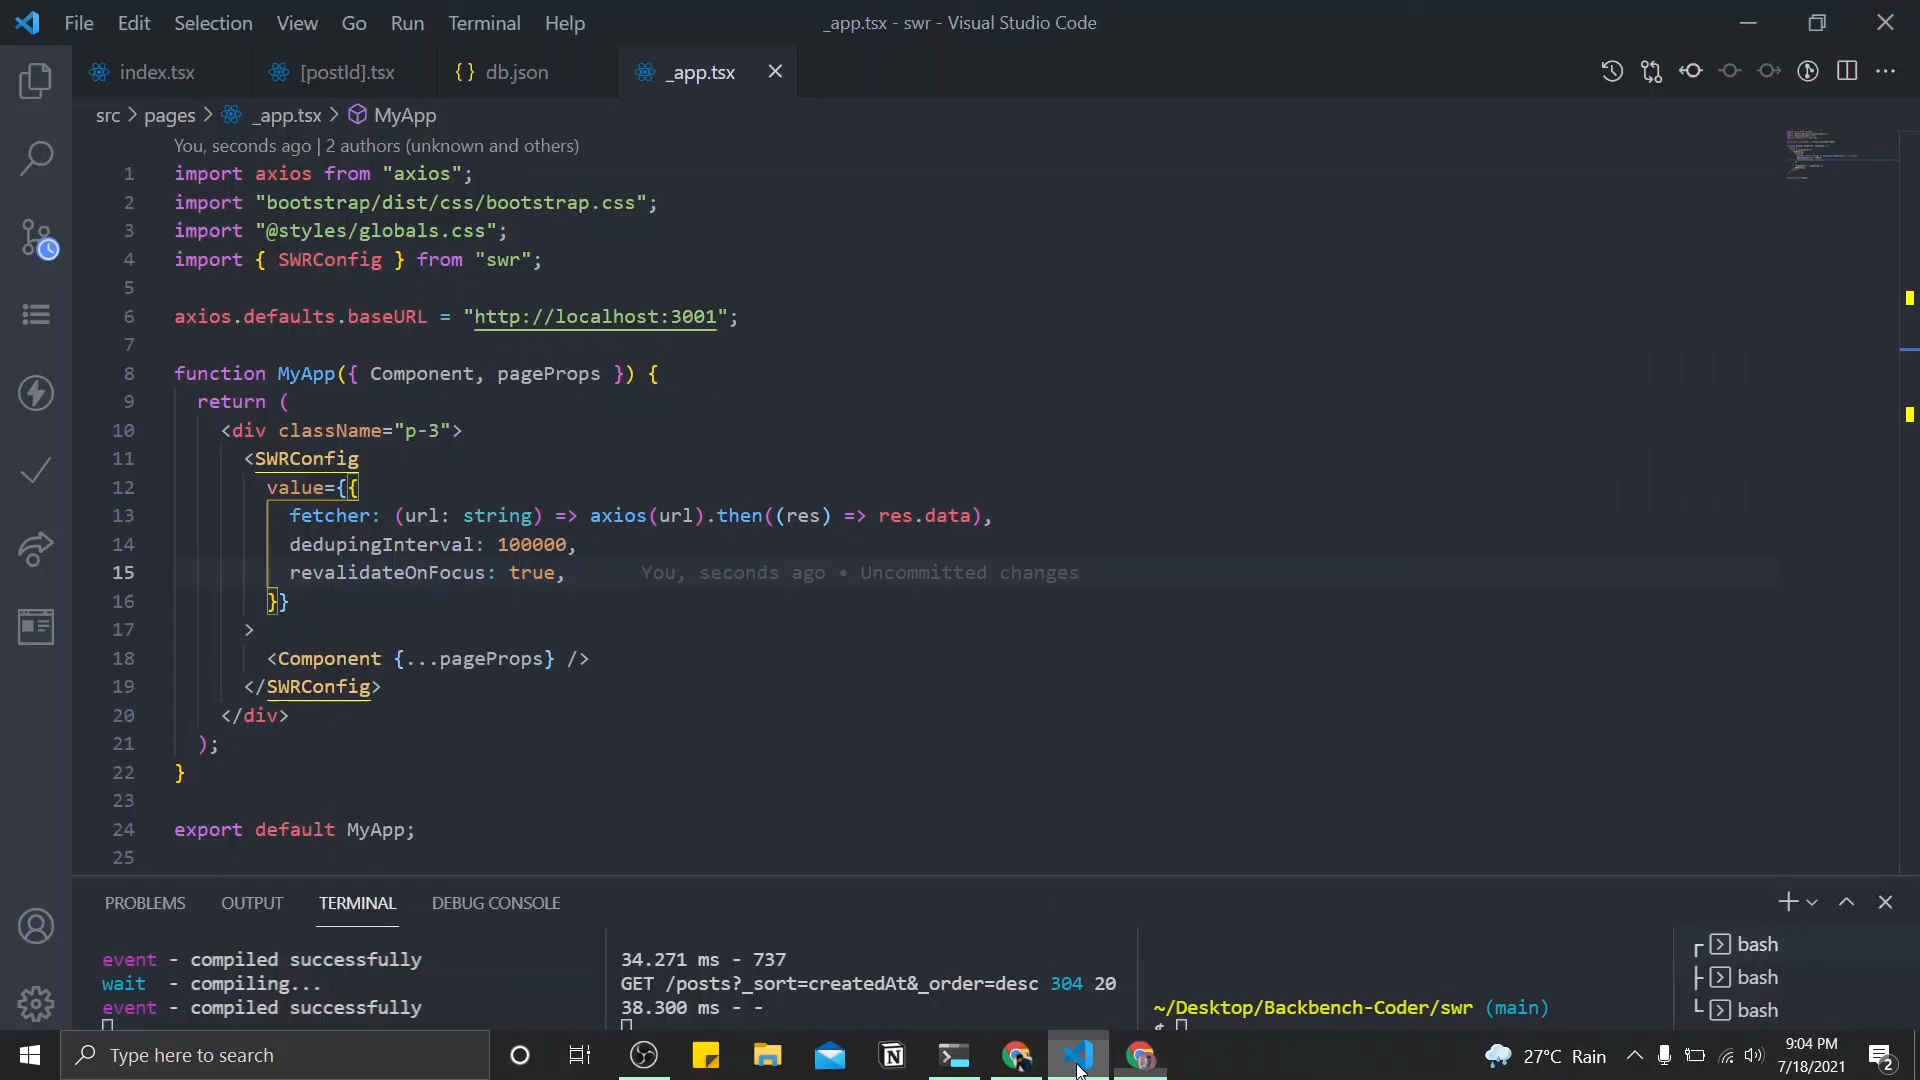 File Edit Selection View Go Run Terminal Help
_app.tsx - swr - Visual Studio Code
index.tsx [postId].tsx {} db.json _app.tsx
src > pages > _app.tsx > MyApp
You, seconds ago | 2 authors (unknown and others)
1 import axios from "axios";
2 import "bootstrap/dist/css/bootstrap.css";
3 import "@styles/globals.css";
4 import { SWRConfig } from "swr";
5
6 axios.defaults.baseURL = "http://localhost:3001";
7
8 function MyApp({ Component, pageProps }) {
9 return (
10 <div className="p-3">
11 <SWRConfig
12 value={{
13 fetcher: (url: string) => axios(url).then((res) => res.data),
14 dedupingInterval: 100000,
15 revalidateOnFocus: true, You, seconds ago • Uncommitted changes
16 }}
17 >
18 <Component {...pageProps} />
19 </SWRConfig>
20 </div>
21 );
22 }
23
24 export default MyApp;
25
PROBLEMS OUTPUT TERMINAL DEBUG CONSOLE
event - compiled successfully
wait - compiling...
event - compiled successfully
34.271 ms - 737
GET /posts?_sort=createdAt&_order=desc 304 20
38.300 ms - -
~/Desktop/Backbench-Coder/swr (main)
$
bash
bash
bash
Type here to search
27°C Rain
9:04 PM
7/18/2021
2